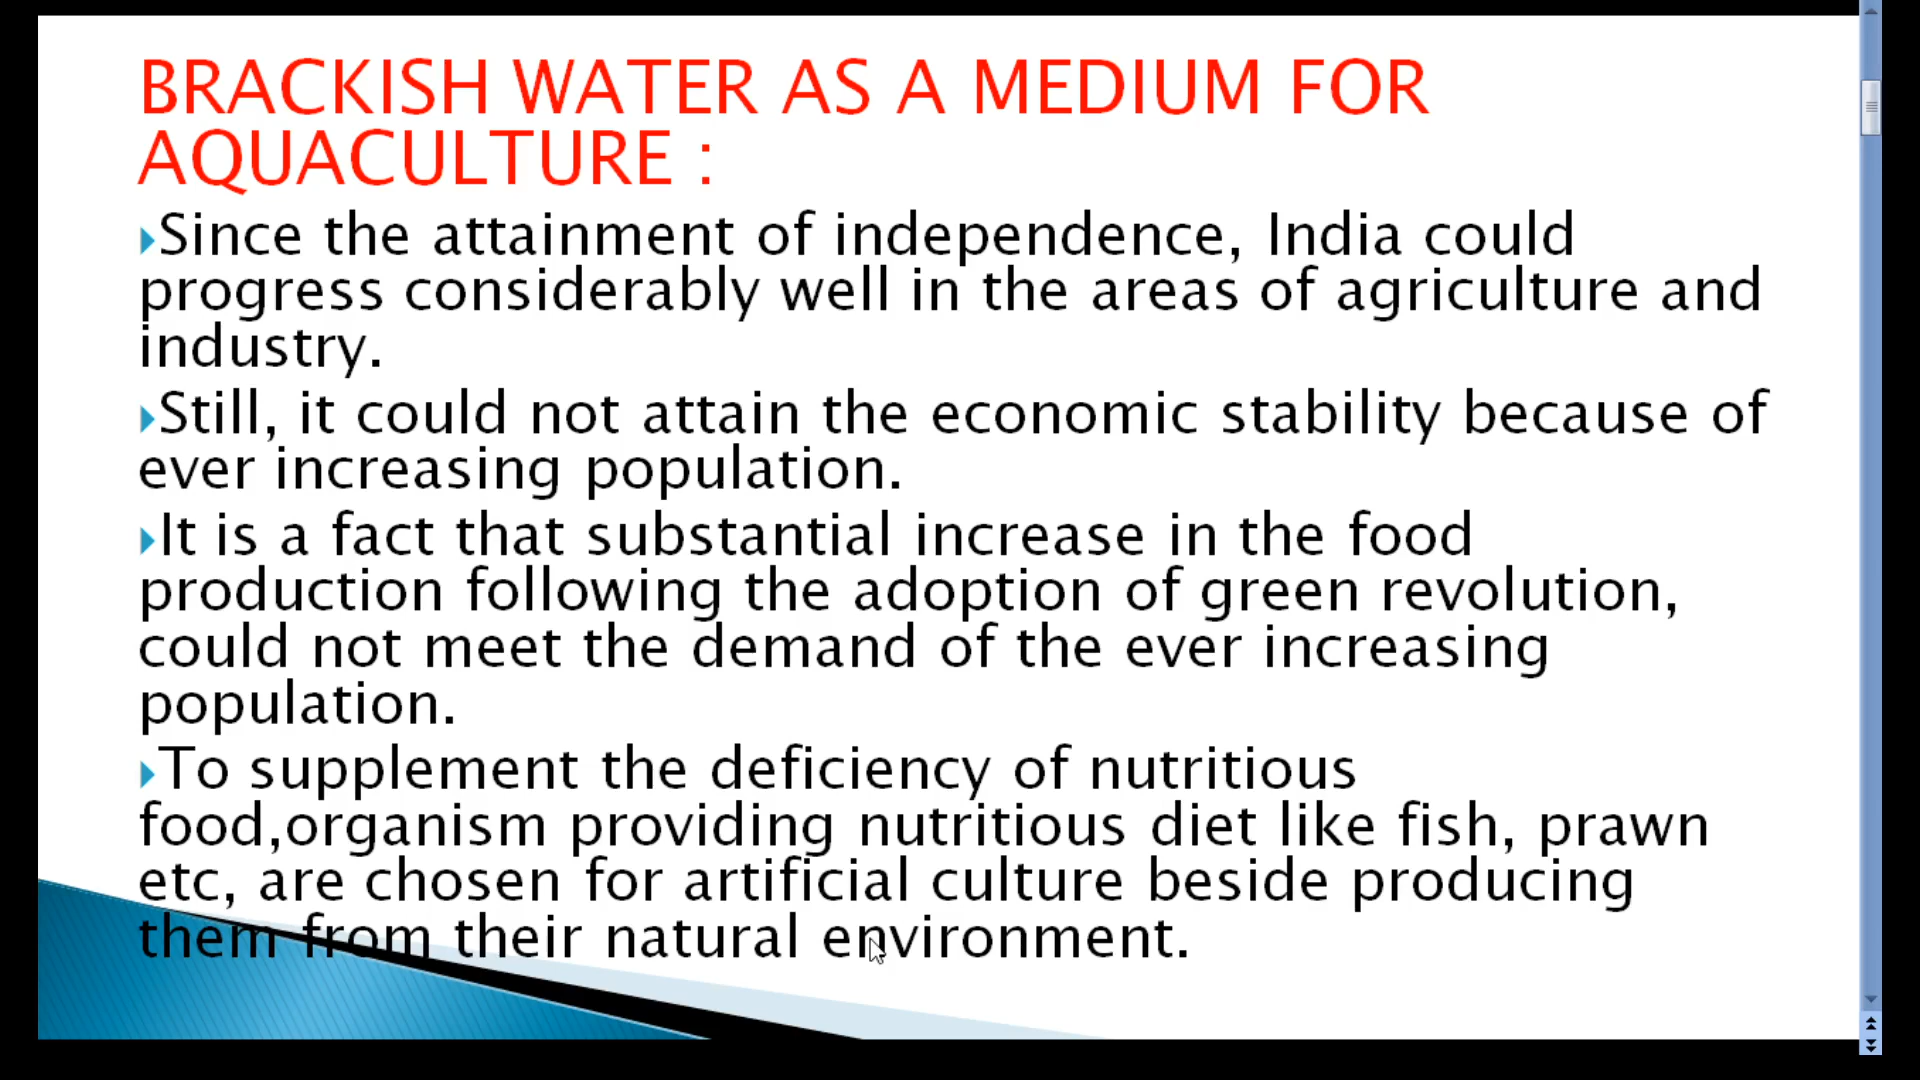 BRACKISH WATER AS A MEDIUM FOR
AQUACULTURE :
Since the attainment of independence, India could
progress considerably well in the areas of agriculture and
industry.
Still, it could not attain the economic stability because of
ever increasing population.
It is a fact that substantial increase in the food
production following the adoption of green revolution,
could not meet the demand of the ever increasing
population.
To supplement the deficiency of nutritious
food,organism providing nutritious diet like fish, prawn
etc, are chosen for artificial culture beside producing
them from their natural environment.